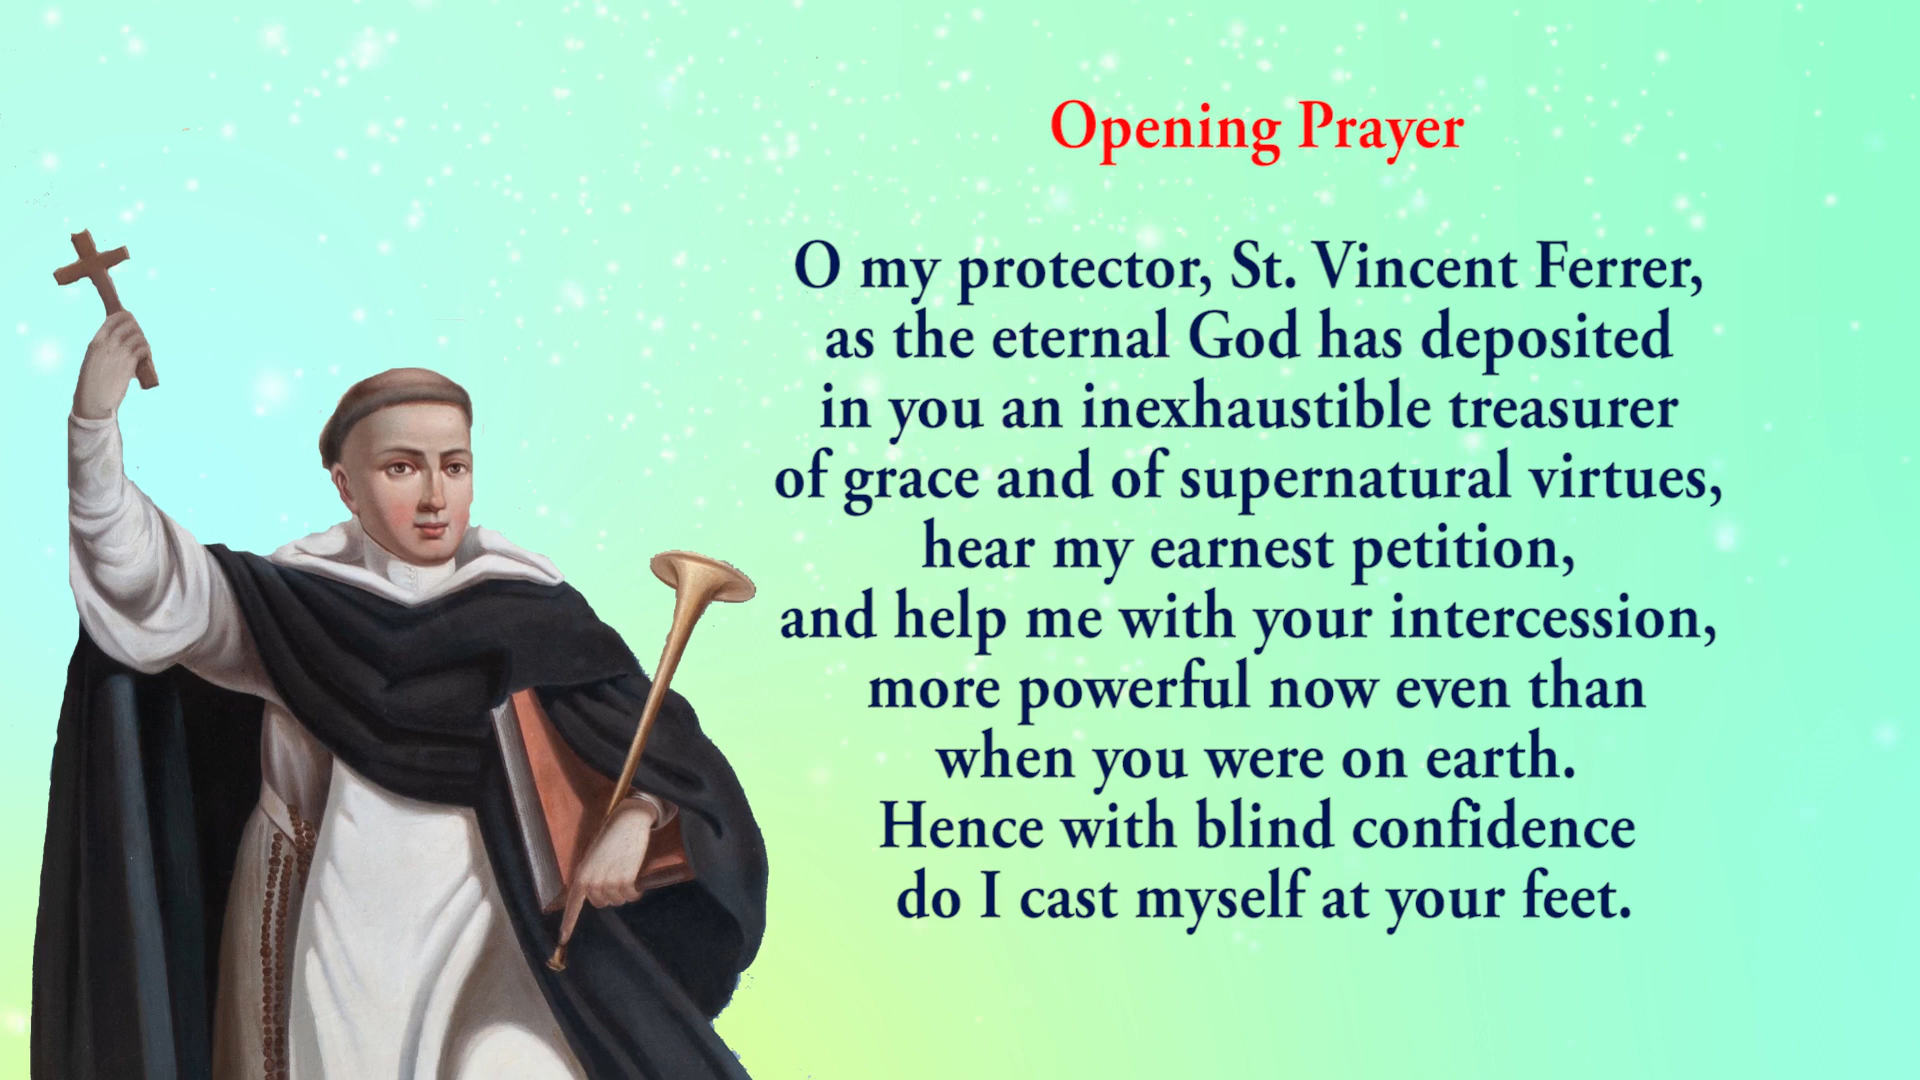 Opening Prayer
O my protector, St. Vincent Ferrer,
as the eternal God has deposited
in you an inexhaustible treasurer
of grace and of supernatural virtues,
hear my earnest petition,
and help me with your intercession,
more powerful now even than
when you were on earth.
Hence with blind confidence
do I cast myself at your feet.